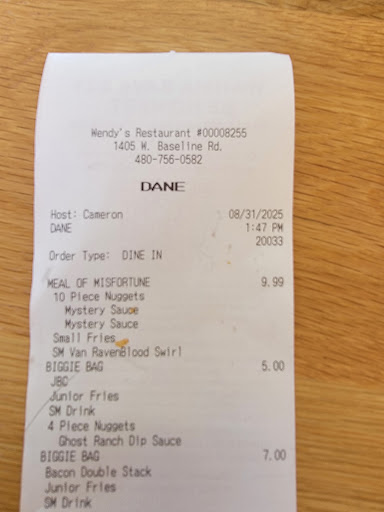 Wendy's Restaurant #00008255
1405 W. Baseline Rd.
480-756-0582
DANE
Host: Cameron 08/31/2025
DANE 1:47 PM
20033
Order Type: DINE IN
MEAL OF MISFORTUNE 9.99
10 Piece Nuggets
Mystery Sauce
Mystery Sauce
Small Fries
SM Van RavenBlood Swirl
BIGGIE BAG 5.00
JBC
Junior Fries
SM Drink
4 Piece Nuggets
Ghost Ranch Dip Sauce
BIGGIE BAG 7.00
Bacon Double Stack
Junior Fries
SM Drink